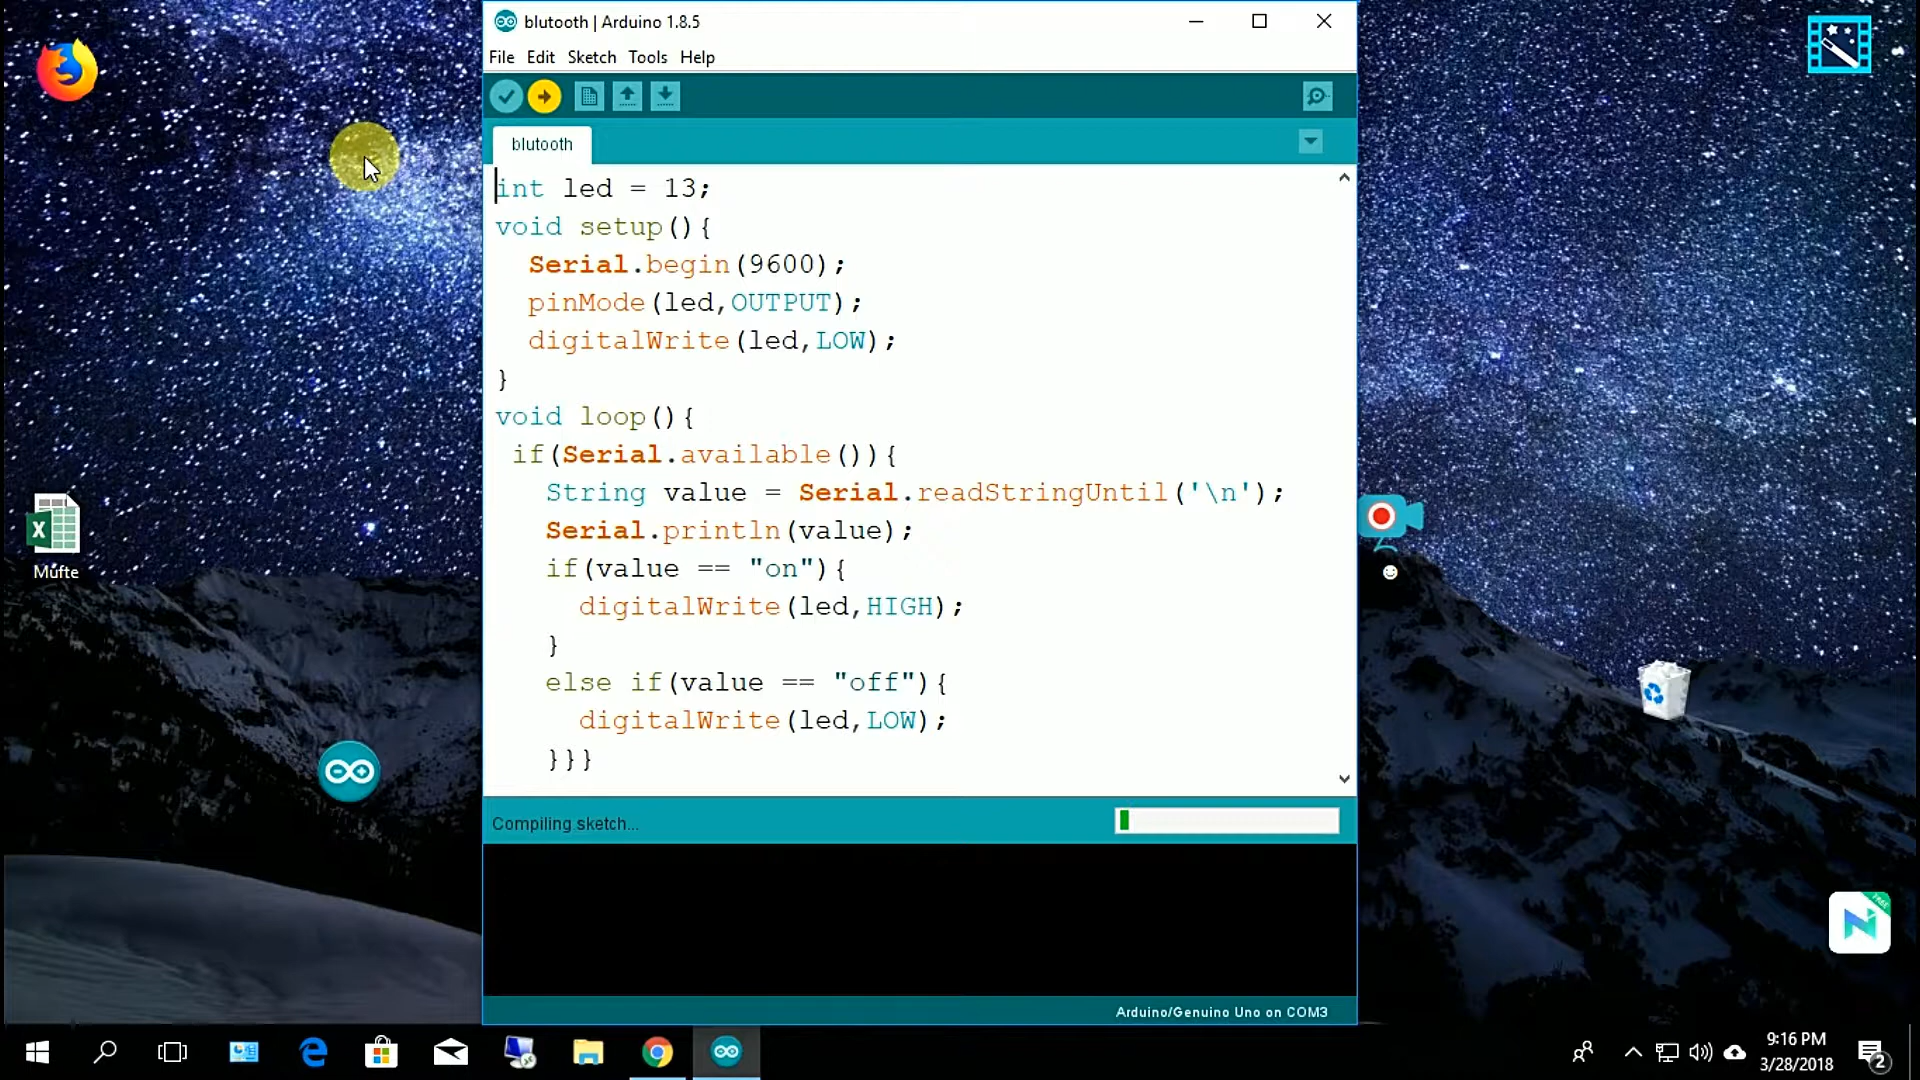 blutooth | Arduino 1.8.5
File Edit Sketch Tools Help
blutooth
int led = 13;
void setup(){
Serial.begin(9600);
pinMode(led,OUTPUT);
digitalWrite(led,LOW);
}
void loop(){
if(Serial.available()){
String value = Serial.readStringUntil('\n');
Serial.println(value);
if(value == "on"){
digitalWrite(led,HIGH);
}
else if(value == "off"){
digitalWrite(led,LOW);
}}}
Compiling sketch...
Arduino/Genuino Uno on COM3
Mufte
FREE
9:16 PM
3/28/2018
2